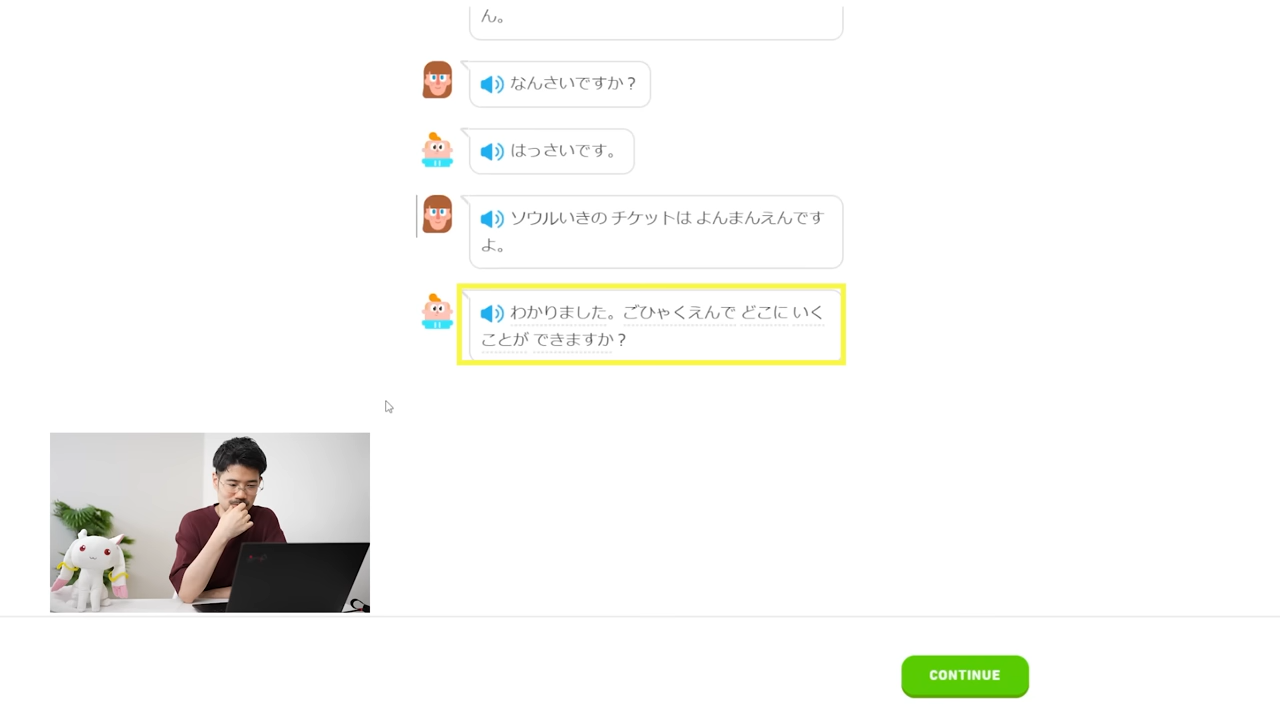 ん。
なんさいですか？
はっさいです。
ソウルいきの チケットは よんまんえんです
よ。
わかりました。ごひゃくえんで どこに いく
ことが できますか？
CONTINUE